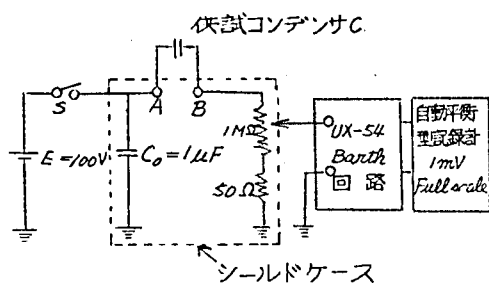 供試コンデンサC
A
B
S
E=100V
C₀=1μF
1MΩ
50Ω
UX-54
Barth
回路
自動平衡
型記録計
1mV
Full scale
シールドケース